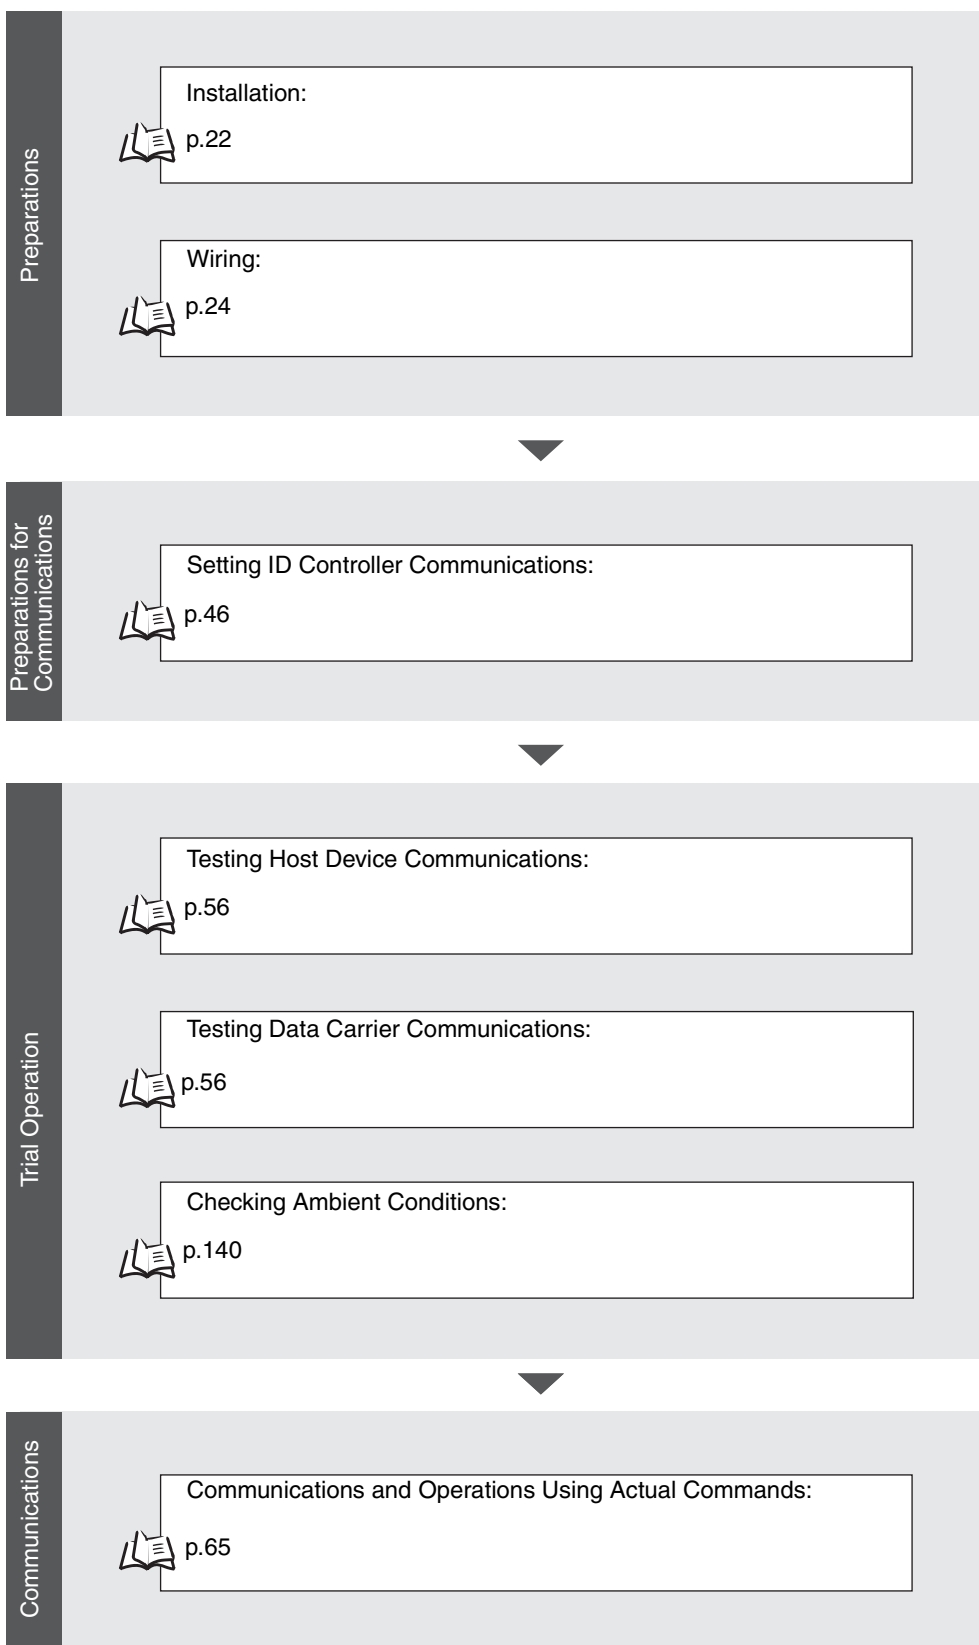 Preparations
Installation:
p.22
Wiring:
p.24
Preparations for
Communications
Setting ID Controller Communications:
p.46
Trial Operation
Testing Host Device Communications:
p.56
Testing Data Carrier Communications:
p.56
Checking Ambient Conditions:
p.140
Communications
Communications and Operations Using Actual Commands:
p.65